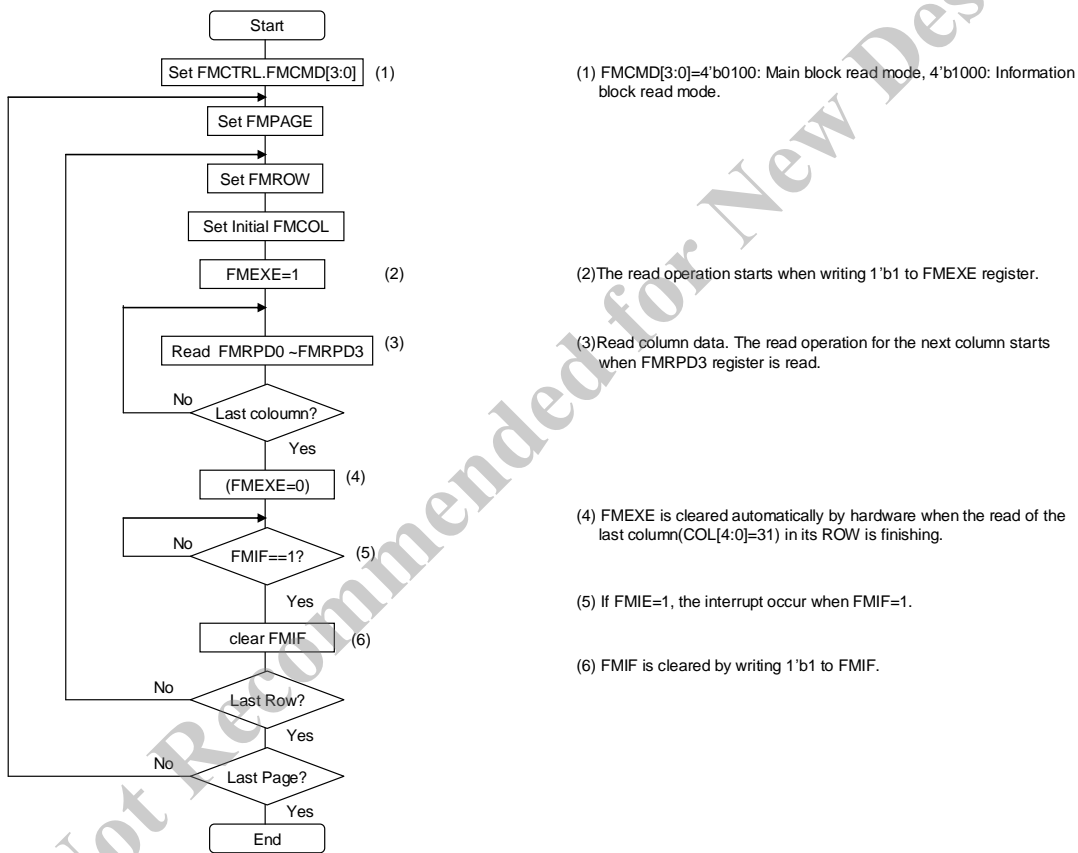 Start
Set FMCTRL.FMCMD[3:0] (1)
(1) FMCMD[3:0]=4'b0100: Main block read mode, 4'b1000: Information
block read mode.
Set FMPAGE
Set FMROW
Set Initial FMCOL
FMEXE=1 (2)
(2)The read operation starts when writing 1'b1 to FMEXE register.
Read FMRPD0 ~FMRPD3 (3)
(3)Read column data. The read operation for the next column starts
when FMRPD3 register is read.
No
Last coloumn?
Yes
(FMEXE=0) (4)
(4) FMEXE is cleared automatically by hardware when the read of the
last column(COL[4:0]=31) in its ROW is finishing.
No
FMIF==1? (5)
Yes
(5) If FMIE=1, the interrupt occur when FMIF=1.
clear FMIF (6)
(6) FMIF is cleared by writing 1'b1 to FMIF.
No
Last Row?
Yes
No
Last Page?
Yes
End
Not Recommended for New Des